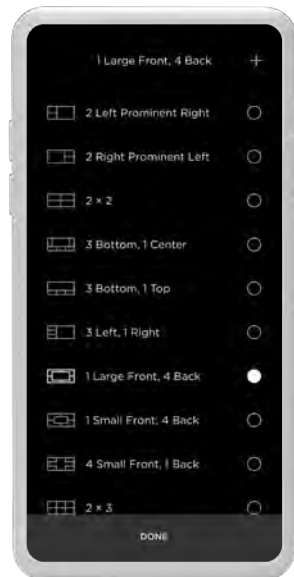 1 Large Front, 4 Back +
2 Left Prominent Right
2 Right Prominent Left
2 × 2
3 Bottom, 1 Center
3 Bottom, 1 Top
3 Left, 1 Right
1 Large Front, 4 Back
1 Small Front, 4 Back
4 Small Front, 1 Back
2 × 3
DONE